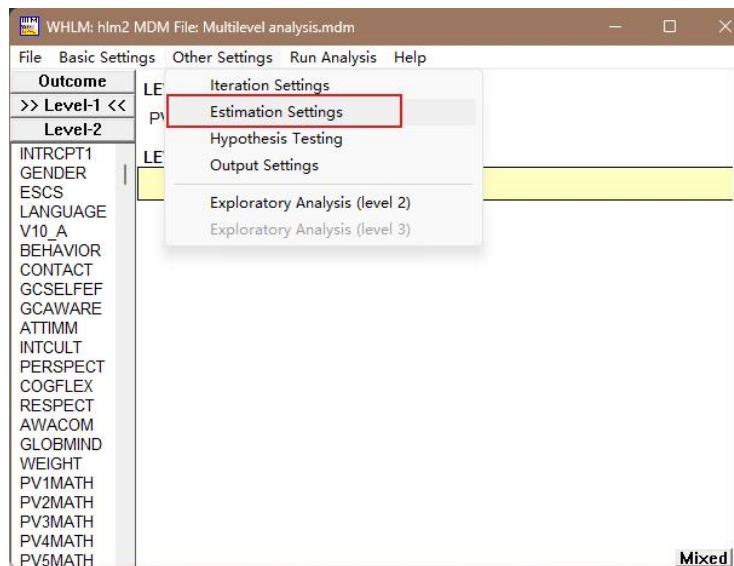 WHLM: hlm2 MDM File: Multilevel analysis.mdm
File Basic Settings Other Settings Run Analysis Help
Outcome
>> Level-1 <<
Level-2
INTRCPT1
GENDER
ESCS
LANGUAGE
V10_A
BEHAVIOR
CONTACT
GCSELFEF
GCAWARE
ATTIMM
INTCULT
PERSPECT
COGFLEX
RESPECT
AWACOM
GLOBMIND
WEIGHT
PV1MATH
PV2MATH
PV3MATH
PV4MATH
PV5MATH
LE
PV
LE
Iteration Settings
Estimation Settings
Hypothesis Testing
Output Settings
Exploratory Analysis (level 2)
Exploratory Analysis (level 3)
Mixed